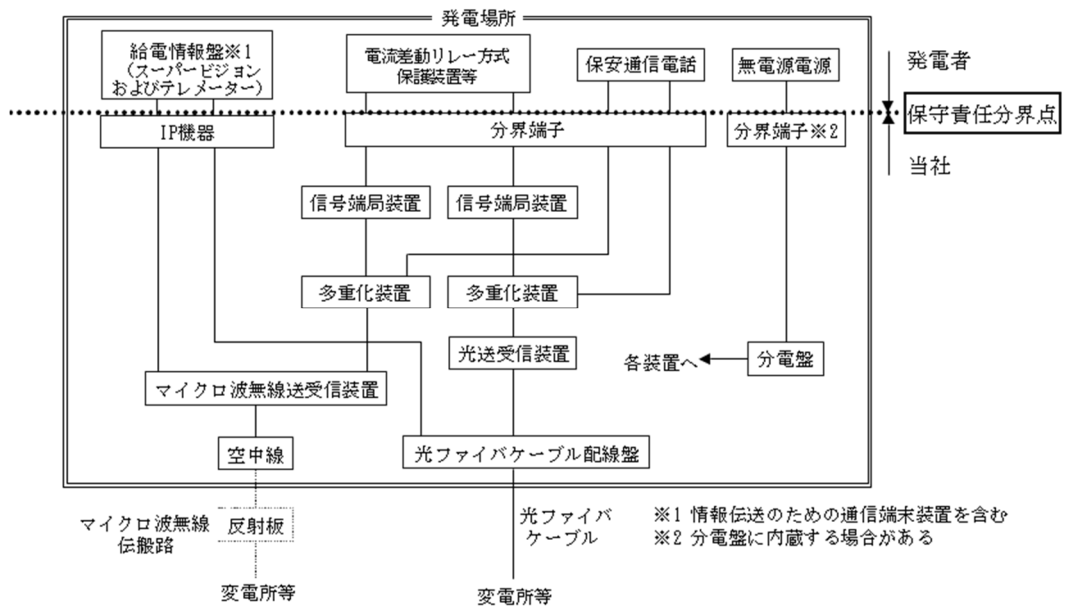 発電場所
給電情報盤※1
(スーパービジョン
およびテレメーター)
電流差動リレー方式
保護装置等
保安通信電話
無電源電源
発電者
保守責任分界点
当社
IP機器
分界端子
分界端子※2
信号端局装置
信号端局装置
多重化装置
多重化装置
光送受信装置
各装置へ
分電盤
マイクロ波無線送受信装置
空中線
光ファイバケーブル配線盤
マイクロ波無線
伝搬路
反射板
光ファイバ
ケーブル
※1 情報伝送のための通信端末装置を含む
※2 分電盤に内蔵する場合がある
変電所等
変電所等